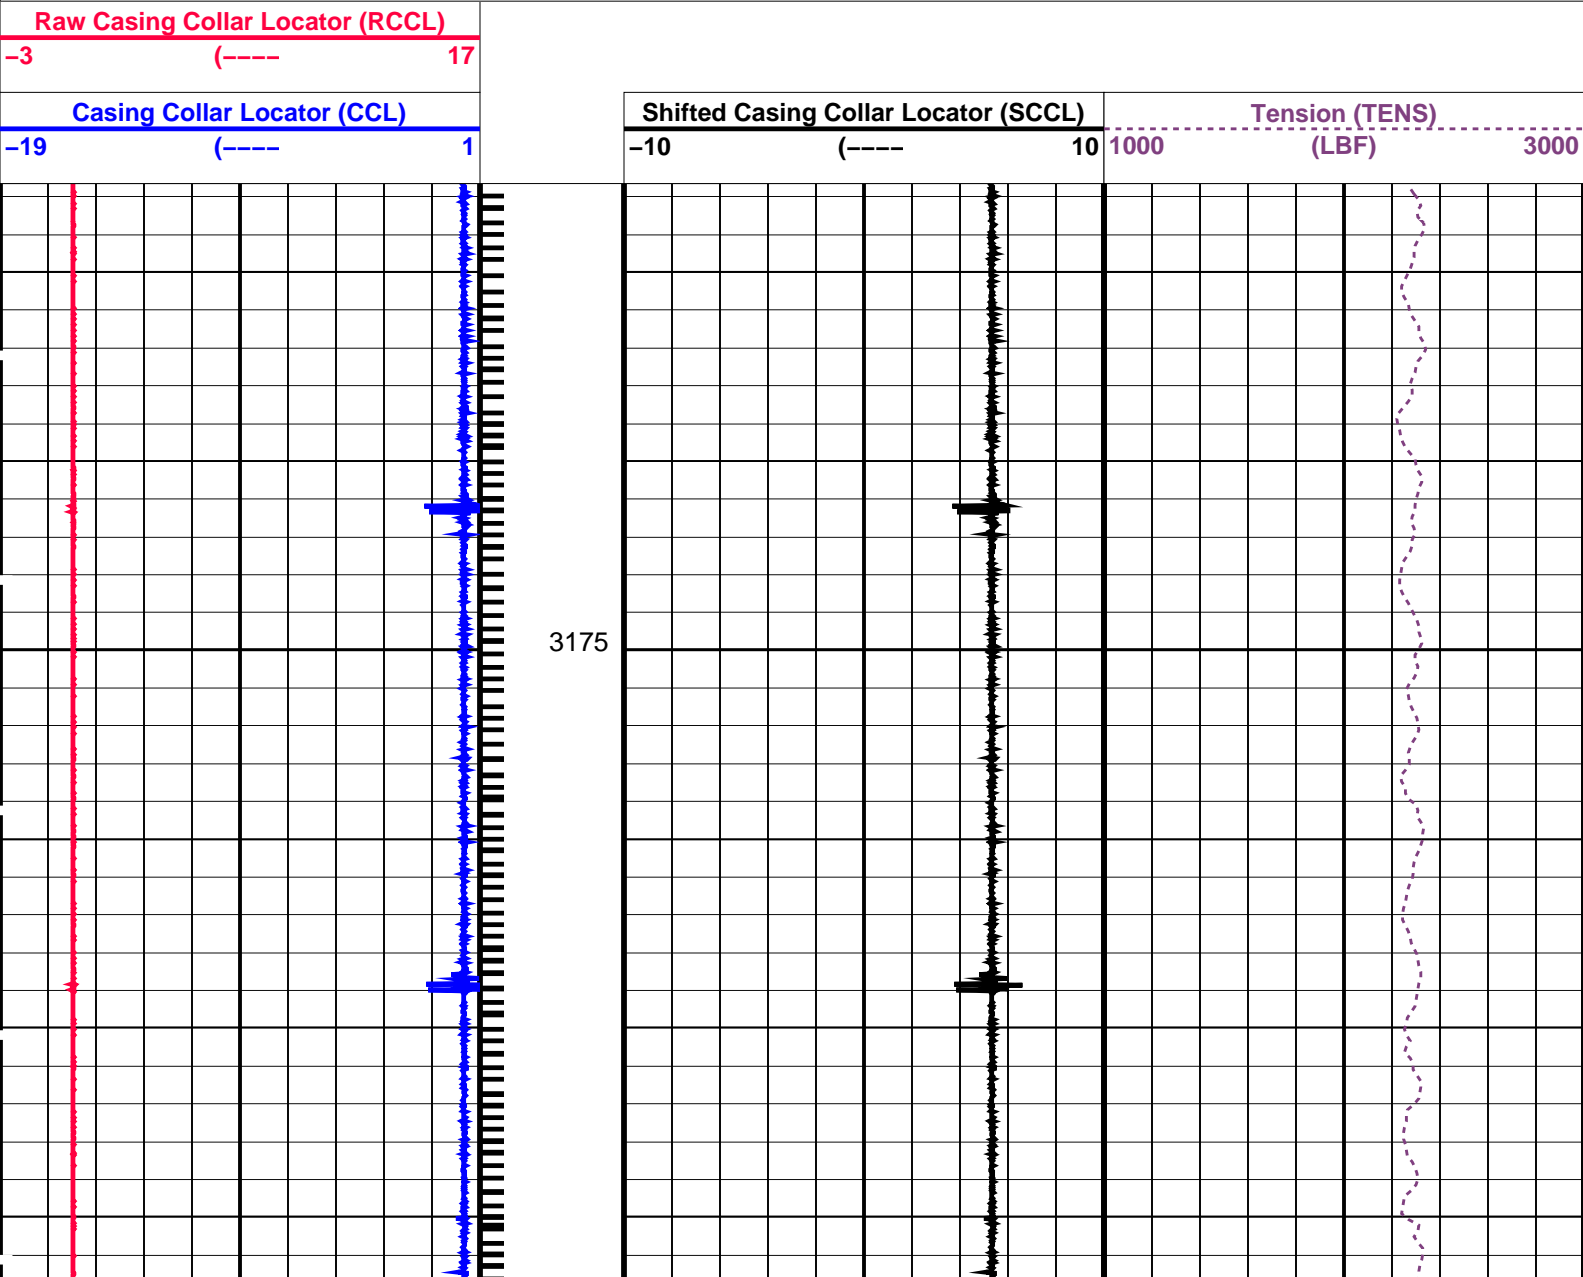 Raw Casing Collar Locator (RCCL)
−3 (−−−− 17
Casing Collar Locator (CCL)
−19 (−−−− 1
Shifted Casing Collar Locator (SCCL)
−10 (−−−− 10
Tension (TENS)
1000 (LBF) 3000
3175